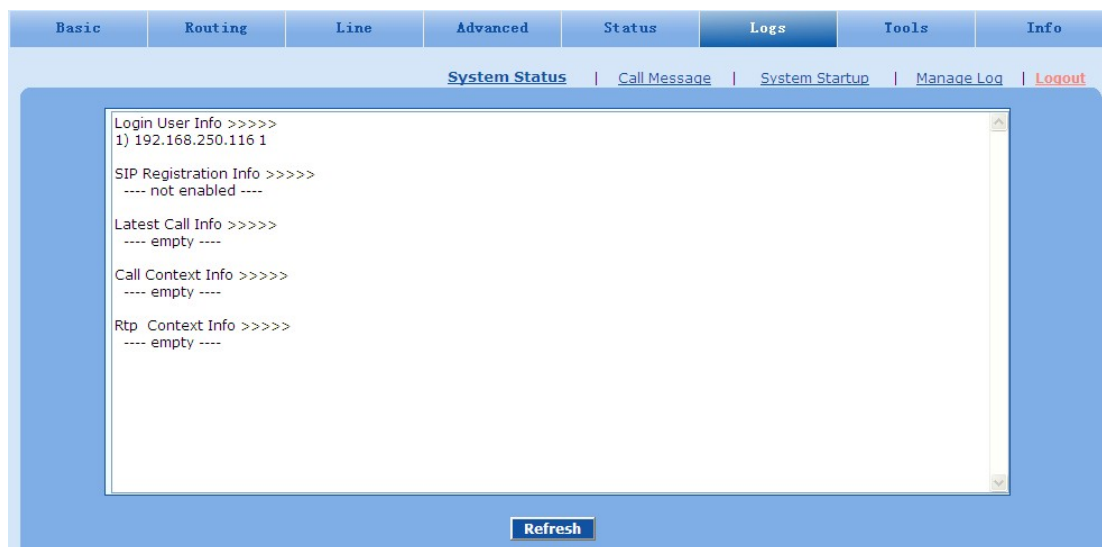 Basic Routing Line Advanced Status Logs Tools Info
System Status | Call Message | System Startup | Manage Log | Logout
Login User Info >>>>>
1) 192.168.250.116 1
SIP Registration Info >>>>>
---- not enabled ----
Latest Call Info >>>>>
---- empty ----
Call Context Info >>>>>
---- empty ----
Rtp  Context Info >>>>>
---- empty ----
Refresh